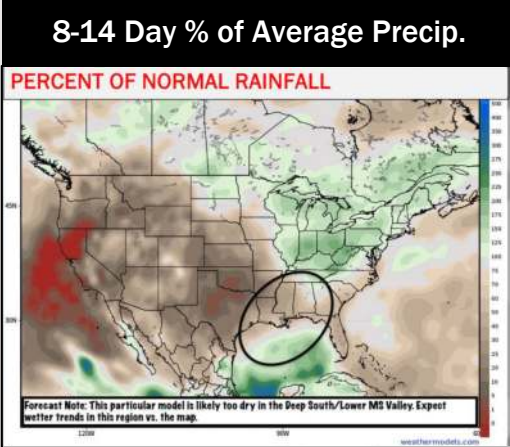 8-14 Day % of Average Precip.
PERCENT OF NORMAL RAINFALL
45N
30N
120W
90W
Forecast Note: This particular model is likely too dry in the Deep South/Lower MS Valley. Expect
wetter trends in this region vs. the map.
weathermodels.com